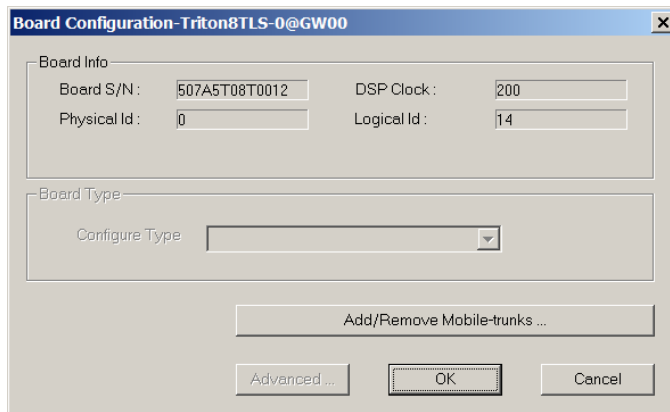 Board Configuration-Triton8TLS-0@GW00
Board Info
Board S/N : 507A5T08T0012 DSP Clock : 200
Physical Id : 0 Logical Id : 14
Board Type
Configure Type
Add/Remove Mobile-trunks ...
Advanced ... OK Cancel